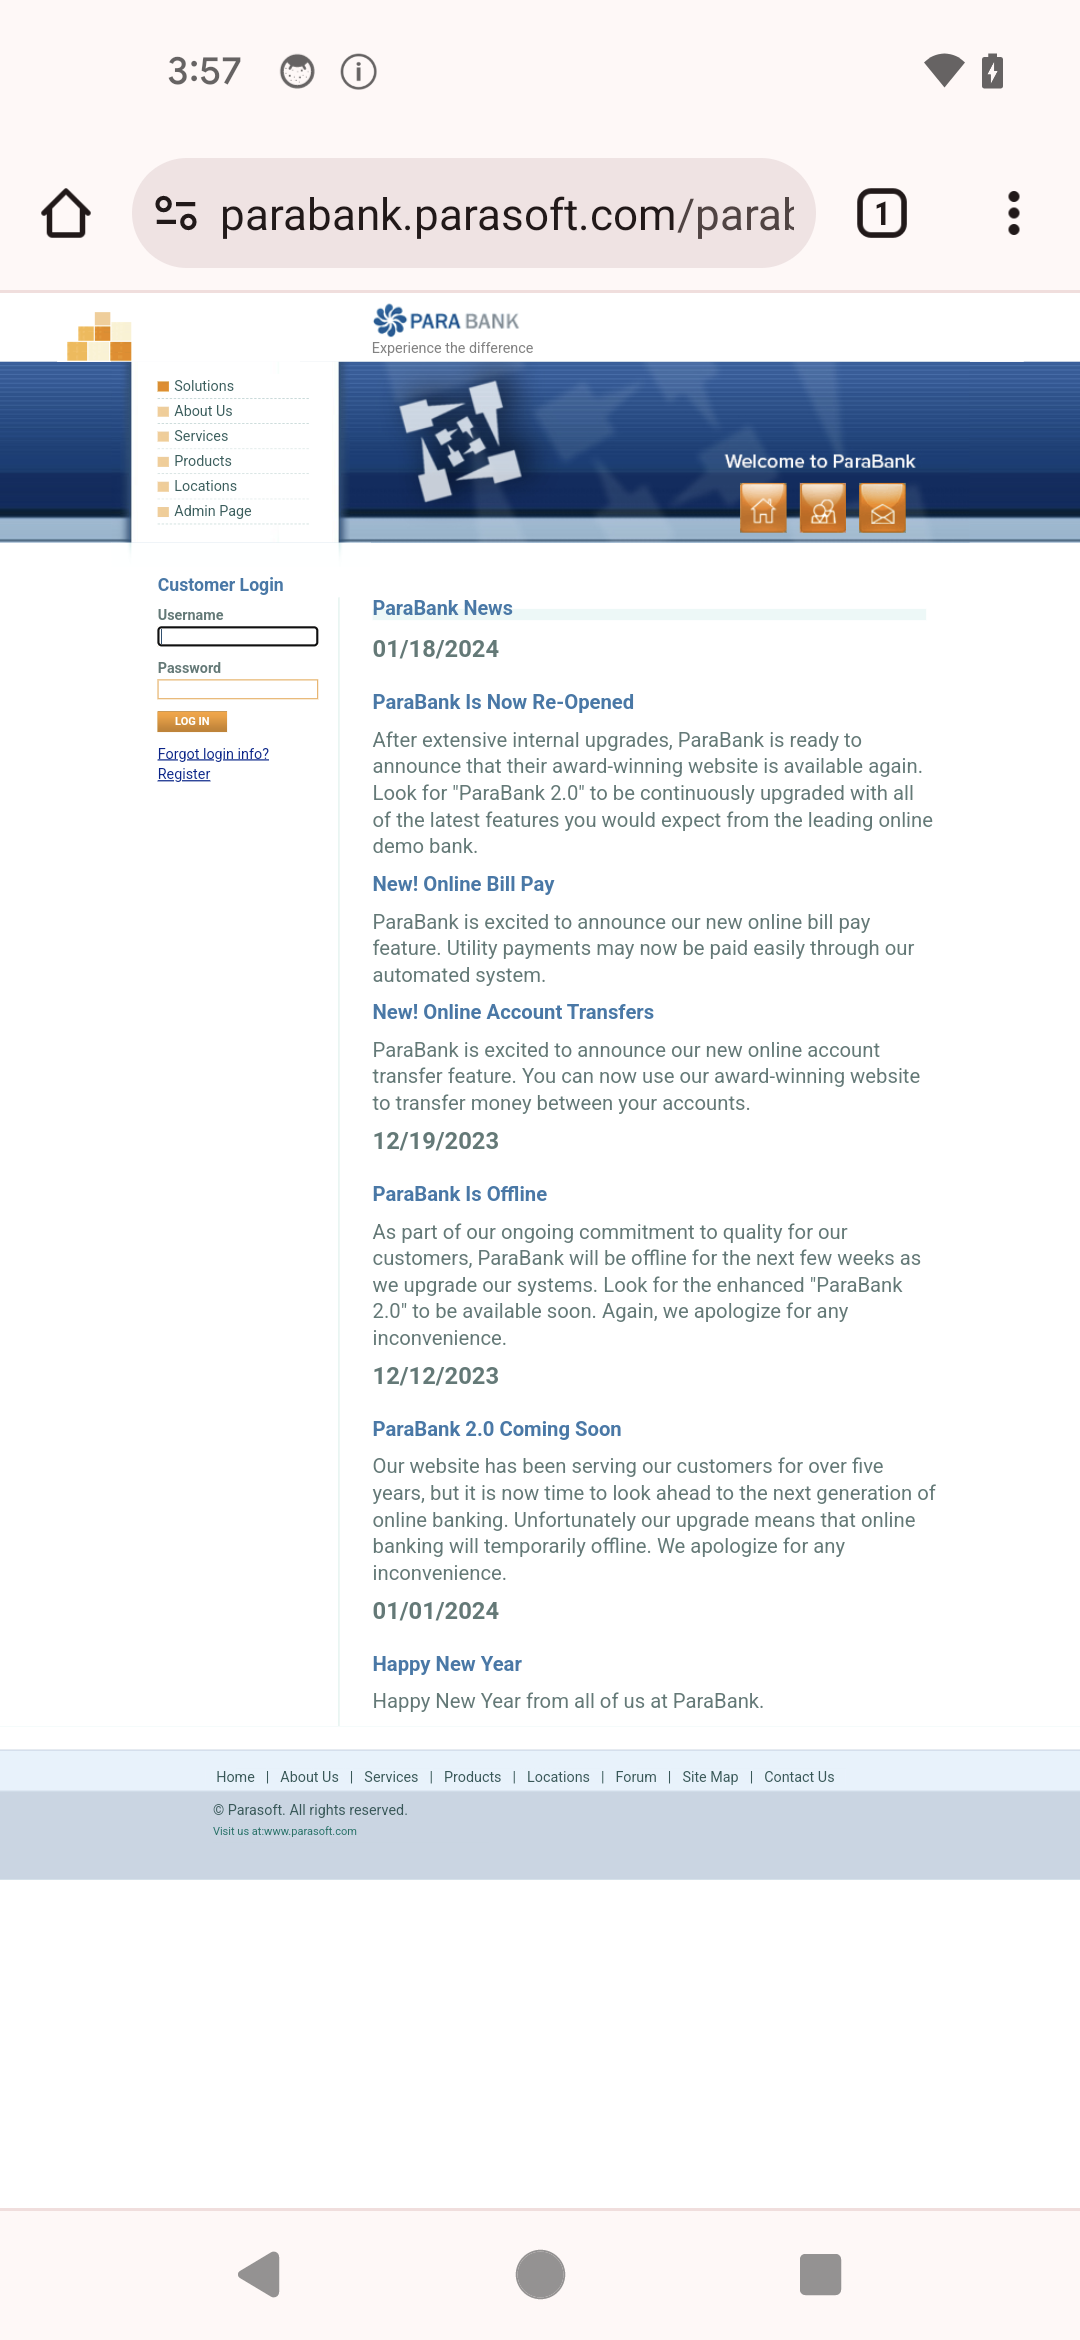 3:57
parabank.parasoft.com/parab
1
PARA BANK
Experience the difference
Solutions
About Us
Services
Products
Locations
Admin Page
Welcome to ParaBank
Customer Login
Username
Password
LOG IN
Forgot login info?
Register
ParaBank News
01/18/2024
ParaBank Is Now Re-Opened
After extensive internal upgrades, ParaBank is ready to
announce that their award-winning website is available again.
Look for "ParaBank 2.0" to be continuously upgraded with all
of the latest features you would expect from the leading online
demo bank.
New! Online Bill Pay
ParaBank is excited to announce our new online bill pay
feature. Utility payments may now be paid easily through our
automated system.
New! Online Account Transfers
ParaBank is excited to announce our new online account
transfer feature. You can now use our award-winning website
to transfer money between your accounts.
12/19/2023
ParaBank Is Offline
As part of our ongoing commitment to quality for our
customers, ParaBank will be offline for the next few weeks as
we upgrade our systems. Look for the enhanced "ParaBank
2.0" to be available soon. Again, we apologize for any
inconvenience.
12/12/2023
ParaBank 2.0 Coming Soon
Our website has been serving our customers for over five
years, but it is now time to look ahead to the next generation of
online banking. Unfortunately our upgrade means that online
banking will temporarily offline. We apologize for any
inconvenience.
01/01/2024
Happy New Year
Happy New Year from all of us at ParaBank.
Home | About Us | Services | Products | Locations | Forum | Site Map | Contact Us
© Parasoft. All rights reserved.
Visit us at:www.parasoft.com